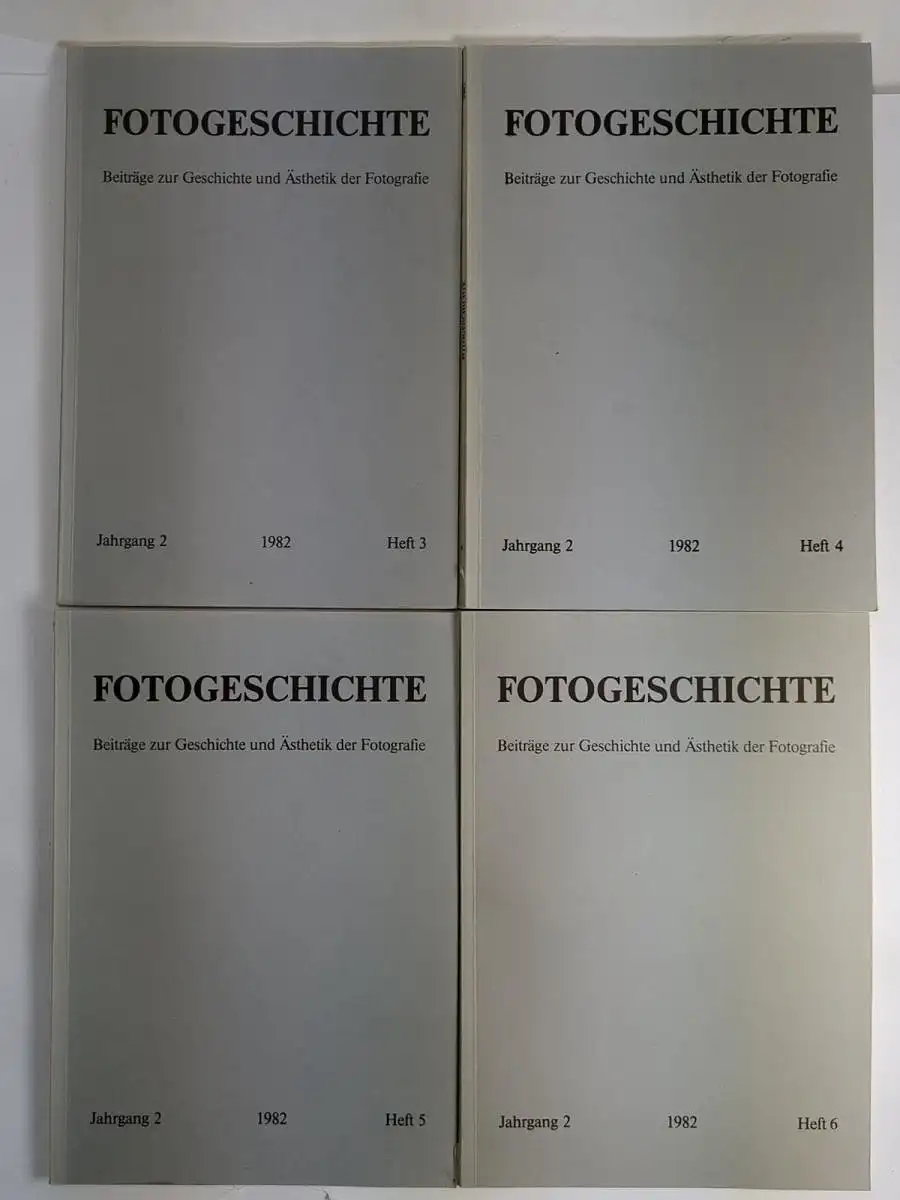 FOTOGESCHICHTE
Beiträge zur Geschichte und Ästhetik der Fotografie
Jahrgang 2 1982 Heft 3
FOTOGESCHICHTE
Beiträge zur Geschichte und Ästhetik der Fotografie
Jahrgang 2 1982 Heft 4
FOTOGESCHICHTE
Beiträge zur Geschichte und Ästhetik der Fotografie
Jahrgang 2 1982 Heft 5
FOTOGESCHICHTE
Beiträge zur Geschichte und Ästhetik der Fotografie
Jahrgang 2 1982 Heft 6